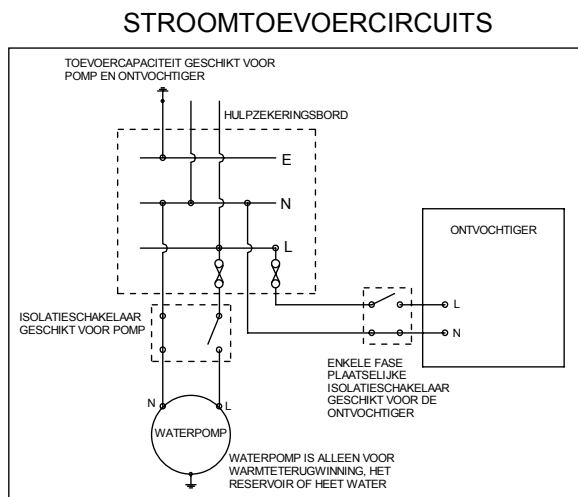 STROOMTOEVOERCIRCUITS
TOEVOERCAPACITEIT GESCHIKT VOOR
POMP EN ONTVOCHTIGER
HULPZEKERINGSBORD
E
N
L
ONTVOCHTIGER
L
N
ISOLATIESCHAKELAAR
GESCHIKT VOOR POMP
ENKELE FASE
PLAATSELIJKE
ISOLATIESCHAKELAAR
GESCHIKT VOOR DE
ONTVOCHTIGER
N
L
WATERPOMP
WATERPOMP IS ALLEEN VOOR
WARMTETERUGWINNING, HET
RESERVOIR OF HEET WATER